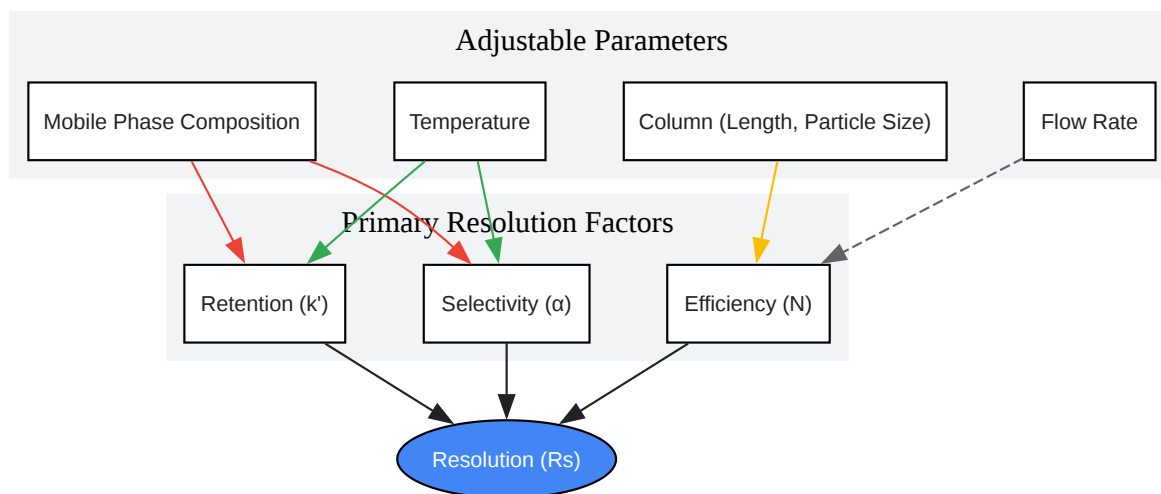 Adjustable Parameters
Mobile Phase Composition
Temperature
Column (Length, Particle Size)
Flow Rate
Primary Resolution Factors
Retention (k')
Selectivity (α)
Efficiency (N)
Resolution (Rs)